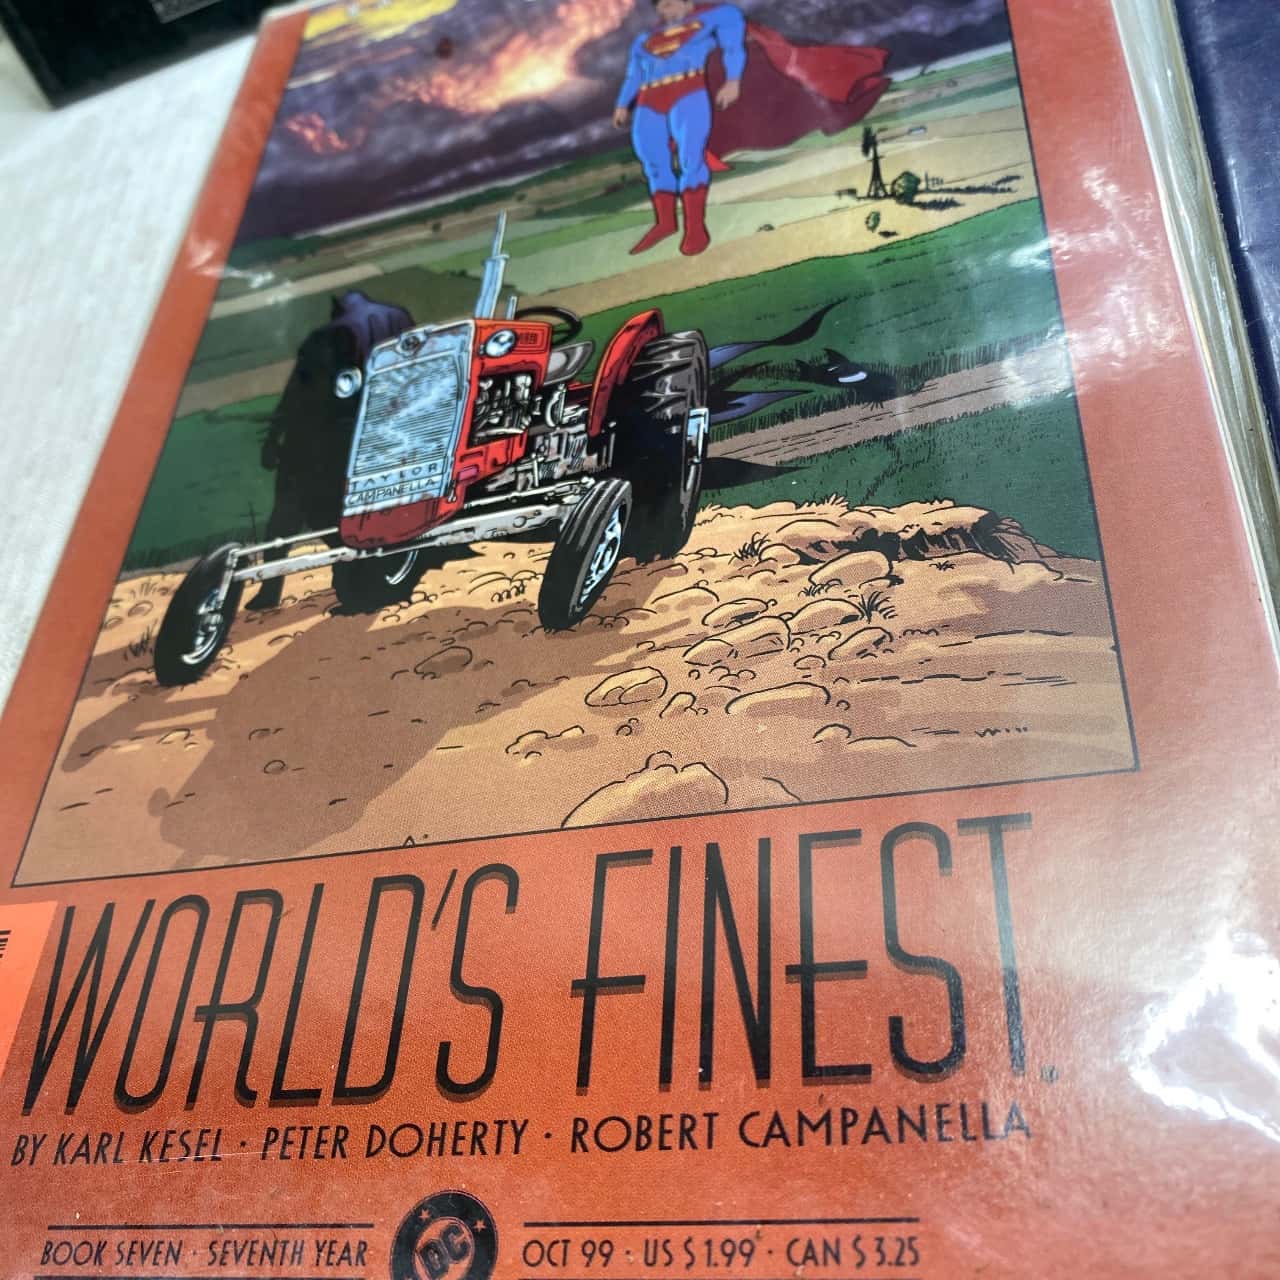 TAYLOR
CAMPANELLA
WORLD'S FINEST
BY KARL KESEL · PETER DOHERTY · ROBERT CAMPANELLA
BOOK SEVEN · SEVENTH YEAR
DC
OCT 99 · US $1.99 · CAN $3.25